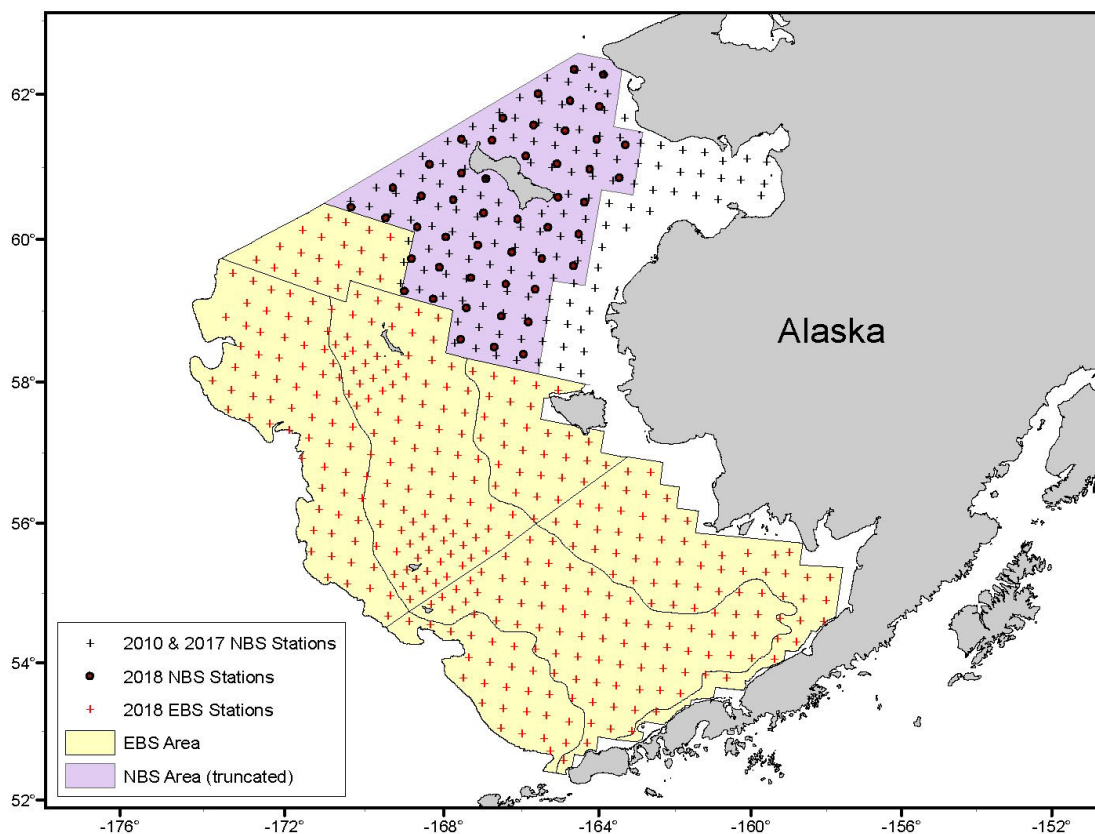 62°
60°
58°
56°
54°
52°
Alaska
2010 & 2017 NBS Stations
2018 NBS Stations
2018 EBS Stations
EBS Area
NBS Area (truncated)
-176° -172° -168° -164° -160° -156° -152°